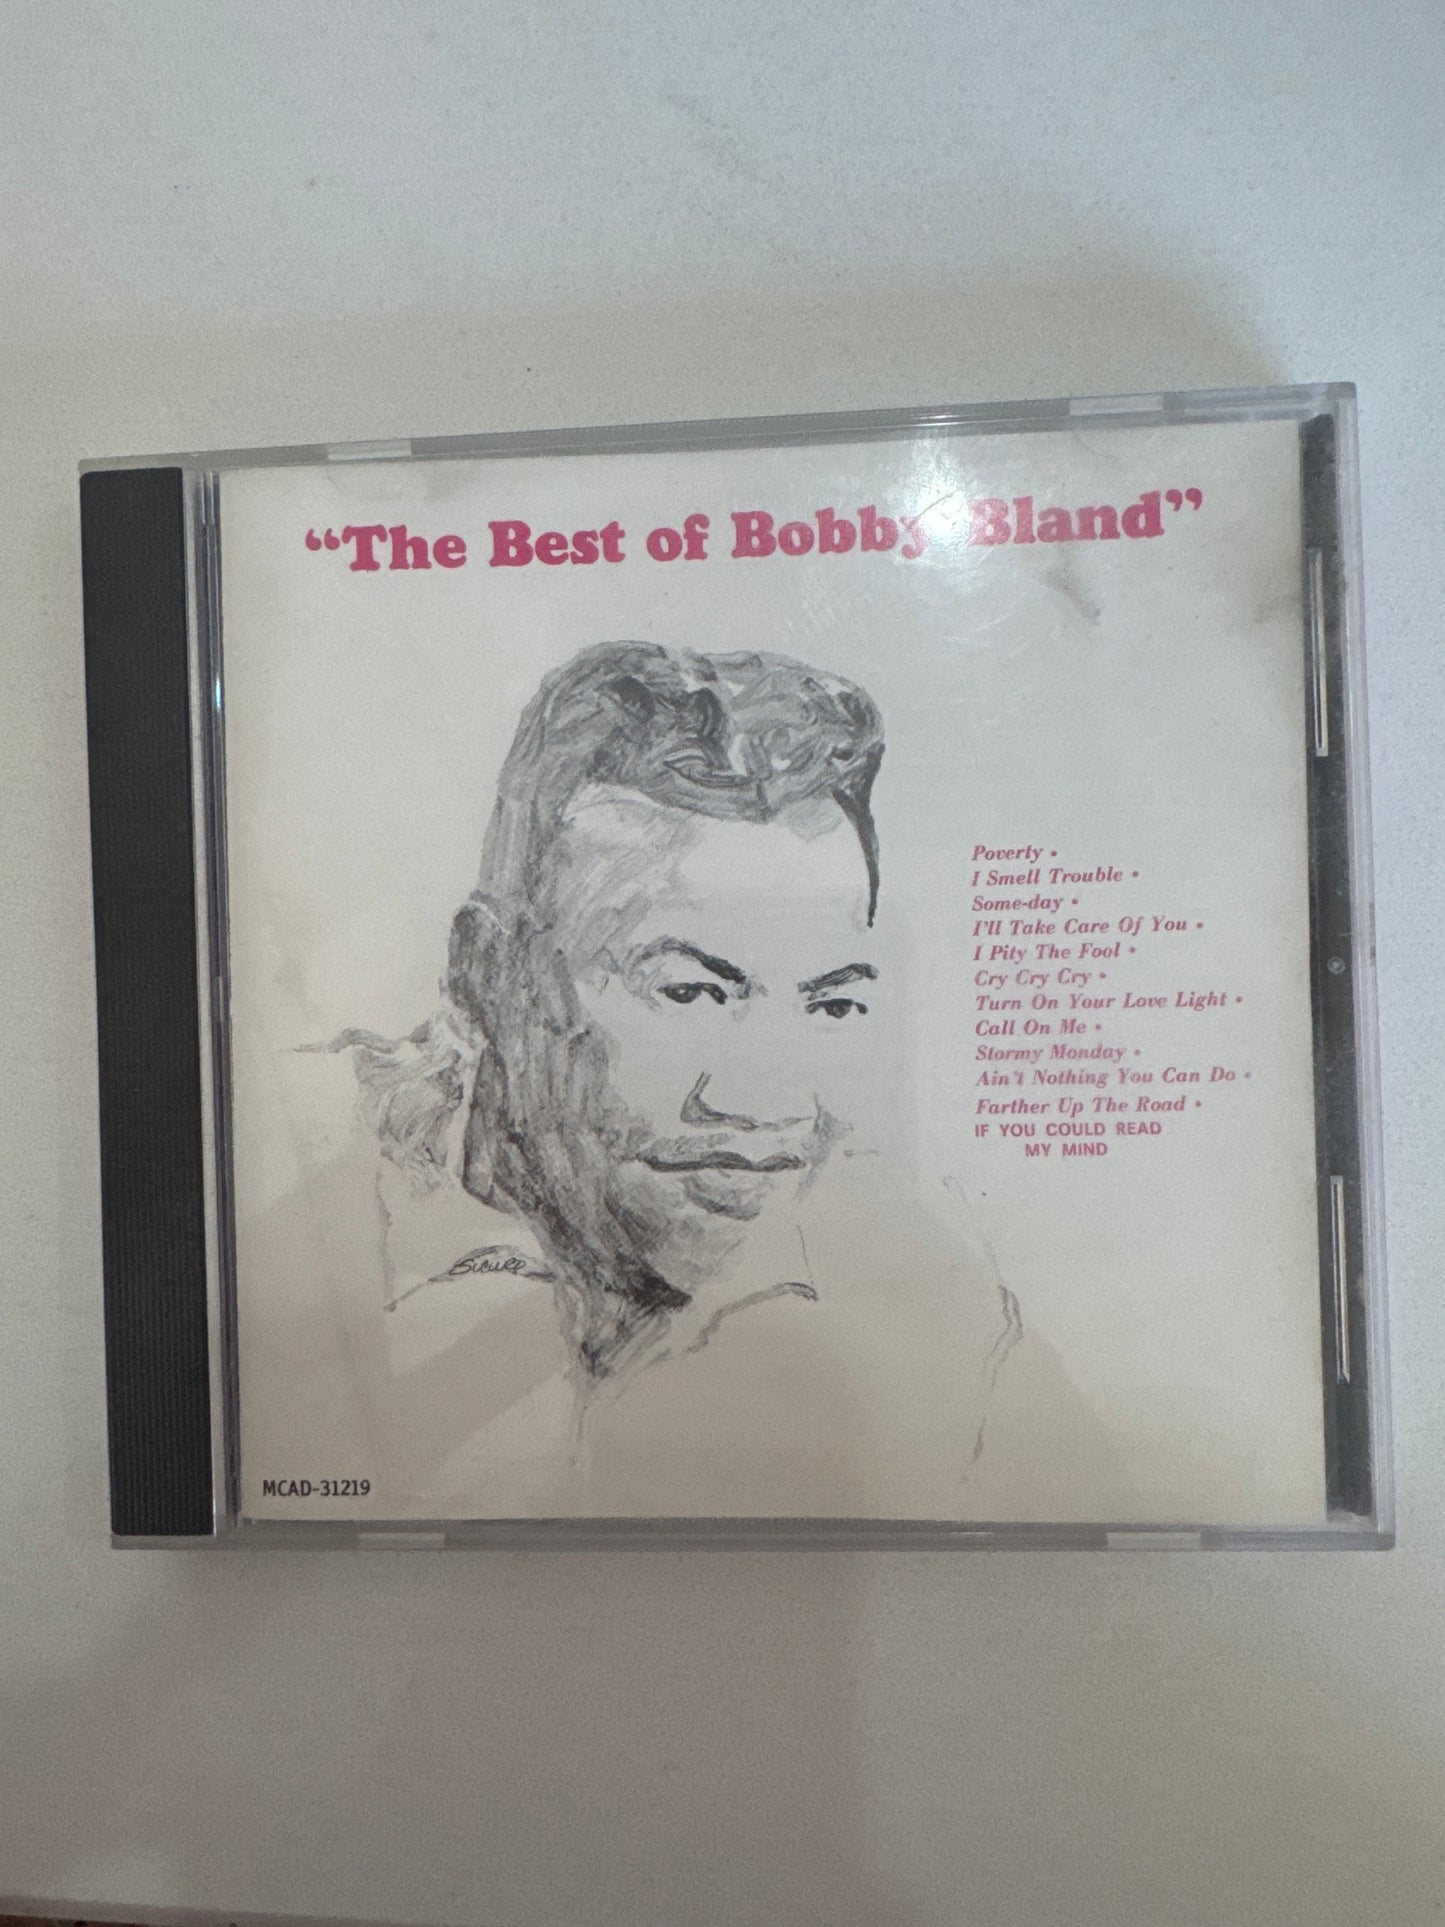 “The Best of Bobby Bland”
Poverty •
I Smell Trouble •
Some-day •
I'll Take Care Of You •
I Pity The Fool •
Cry Cry Cry •
Turn On Your Love Light •
Call On Me •
Stormy Monday •
Ain't Nothing You Can Do •
Farther Up The Road •
IF YOU COULD READ
MY MIND
MCAD-31219